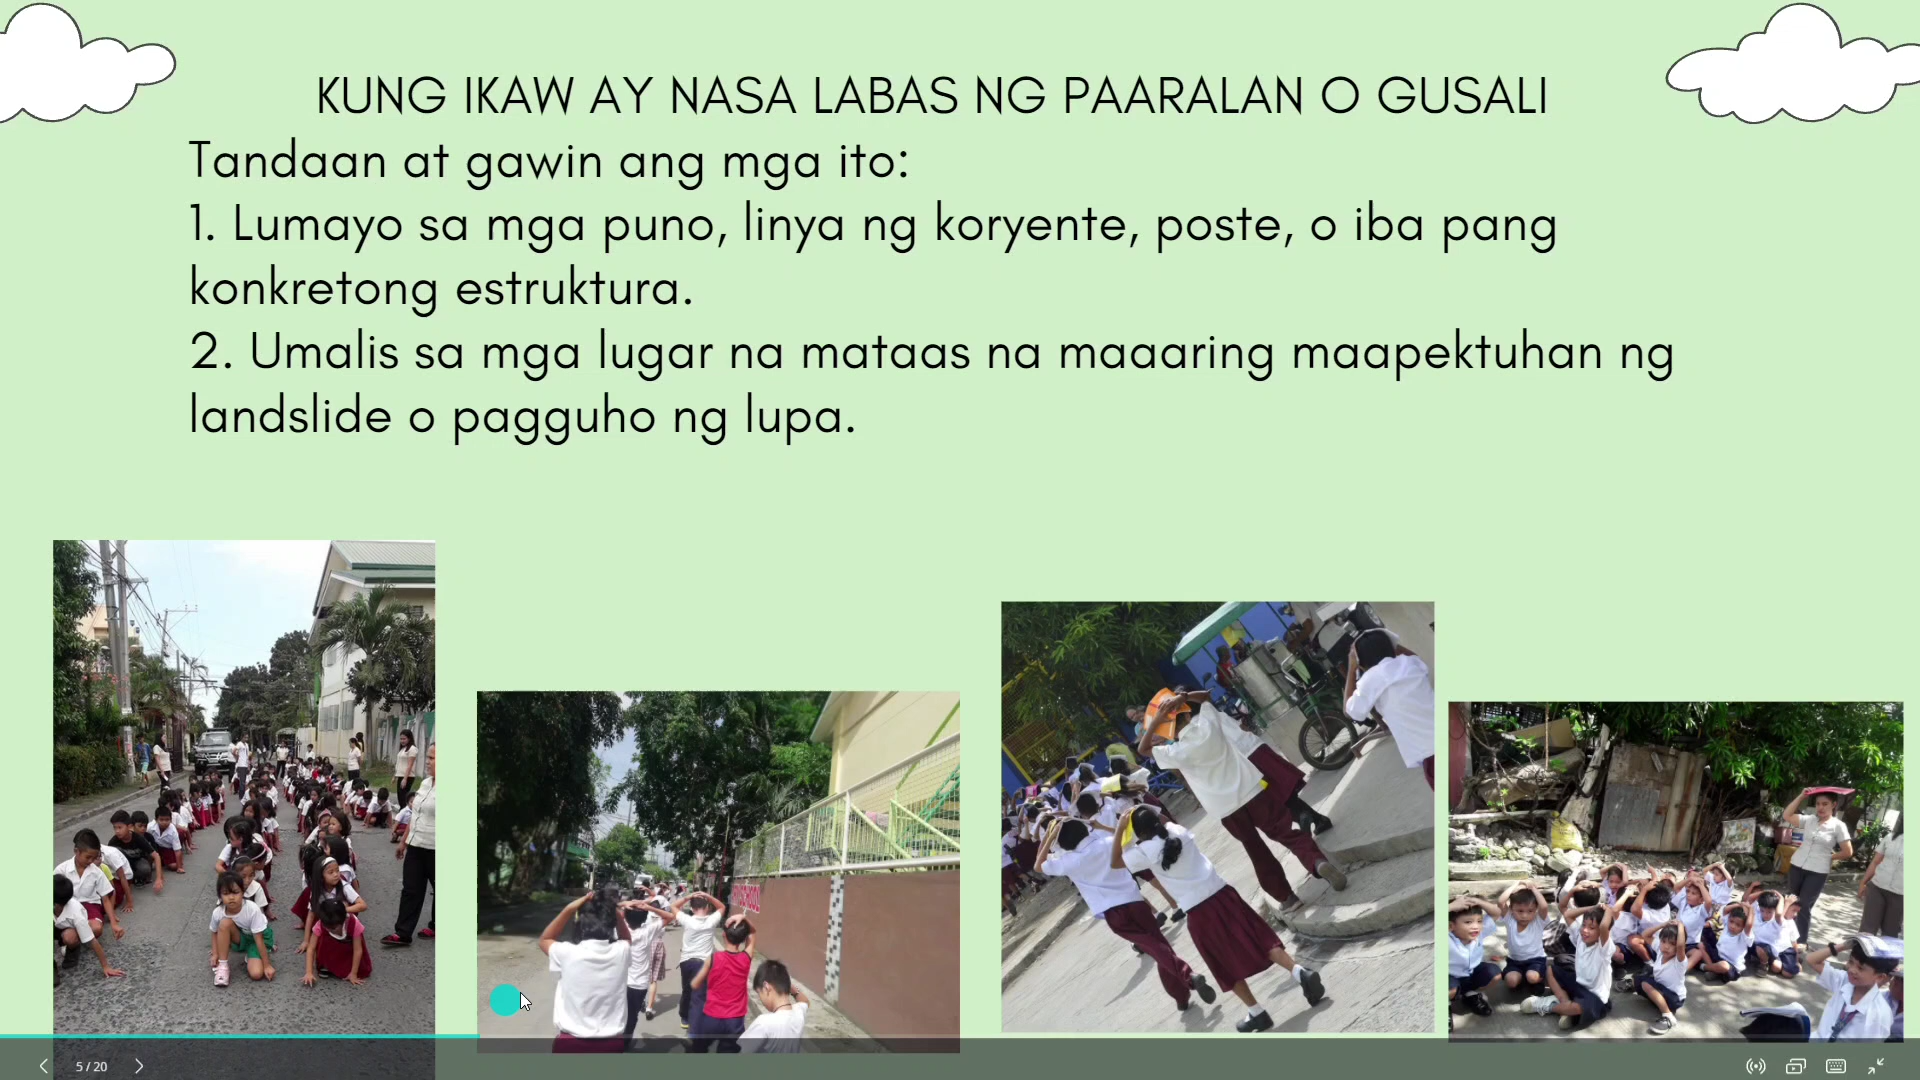 KUNG IKAW AY NASA LABAS NG PAARALAN O GUSALI
Tandaan at gawin ang mga ito:
1. Lumayo sa mga puno, linya ng koryente, poste, o iba pang
konkretong estruktura.
2. Umalis sa mga lugar na mataas na maaaring maapektuhan ng
landslide o pagguho ng lupa.
5 / 20